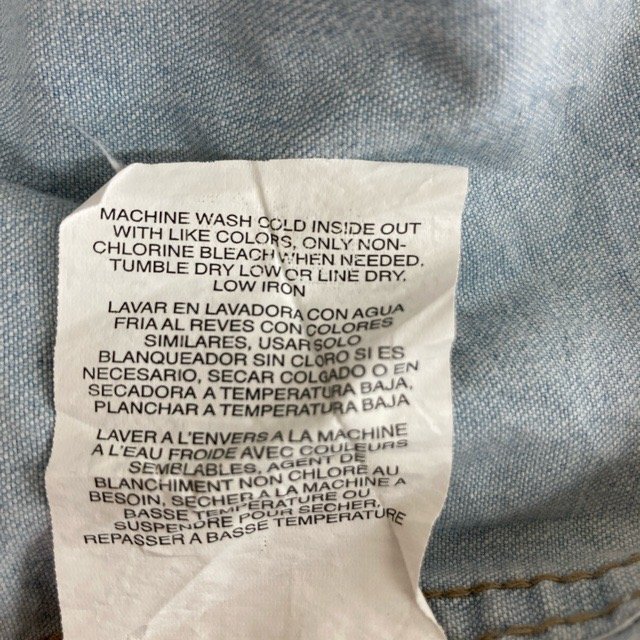 MACHINE WASH COLD INSIDE OUT
WITH LIKE COLORS, ONLY NON-
CHLORINE BLEACH WHEN NEEDED.
TUMBLE DRY LOW OR LINE DRY.
LOW IRON
LAVAR EN LAVADORA CON AGUA
FRIA AL REVES CON COLORES
SIMILARES, USAR SOLO
BLANQUEADOR SIN CLORO SI ES
NECESARIO, SECAR COLGADO O EN
SECADORA A TEMPERATURA BAJA,
PLANCHAR A TEMPERATURA BAJA
LAVER A L'ENVERS A LA MACHINE
A L'EAU FROIDE AVEC COULEURS
SEMBLABLES, AGENT DE
BLANCHIMENT NON CHLORÉ AU
BESOIN, SECHER A LA MACHINE A
BASSE TEMPERATURE OU
SUSPENDRE POUR SECHER,
REPASSER A BASSE TEMPERATURE